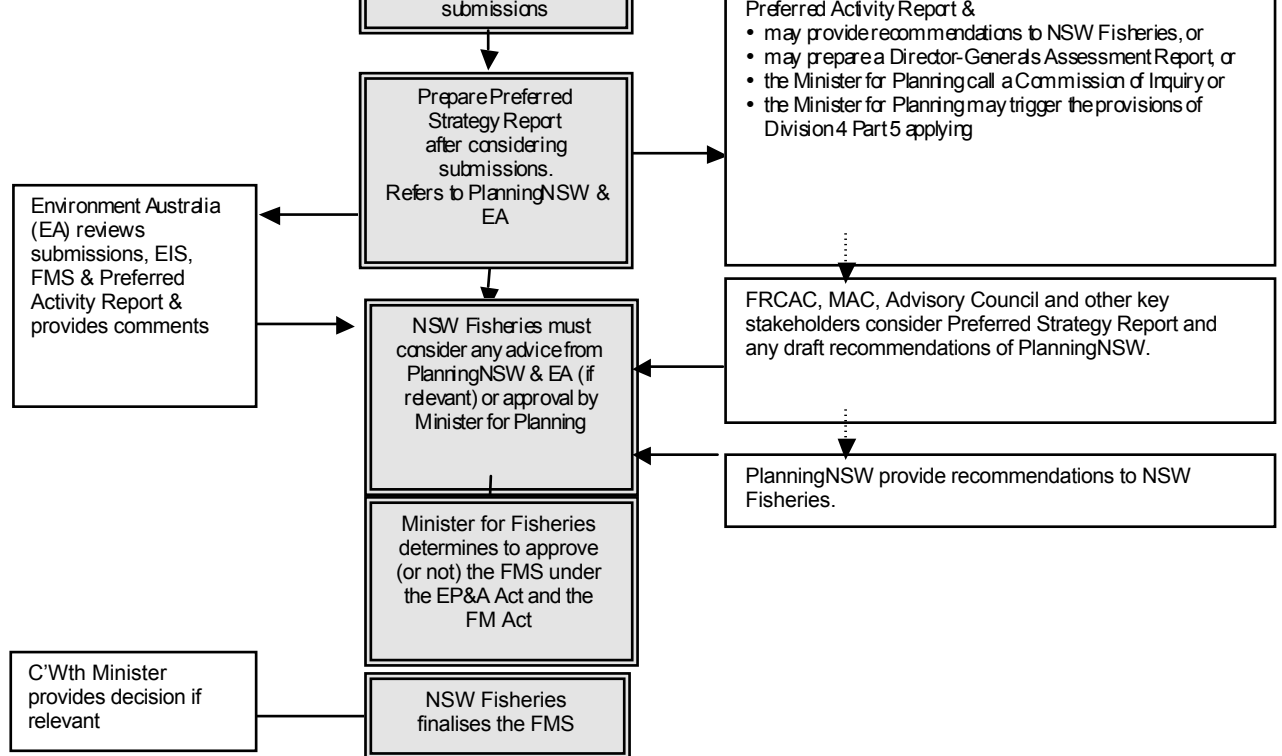 submissions
Preferred Activity Report &
• may provide recommendations to NSW Fisheries, or
• may prepare a Director-Generals Assessment Report, or
• the Minister for Planning call a Commission of Inquiry or
• the Minister for Planning may trigger the provisions of
Division 4 Part 5 applying
Prepare Preferred
Strategy Report
after considering
submissions.
Refers to PlanningNSW &
EA
Environment Australia
(EA) reviews
submissions, EIS,
FMS & Preferred
Activity Report &
provides comments
FRCAC, MAC, Advisory Council and other key
stakeholders consider Preferred Strategy Report and
any draft recommendations of PlanningNSW.
NSW Fisheries must
consider any advice from
PlanningNSW & EA (if
relevant) or approval by
Minister for Planning
PlanningNSW provide recommendations to NSW
Fisheries.
Minister for Fisheries
determines to approve
(or not) the FMS under
the EP&A Act and the
FM Act
C'Wth Minister
provides decision if
relevant
NSW Fisheries
finalises the FMS